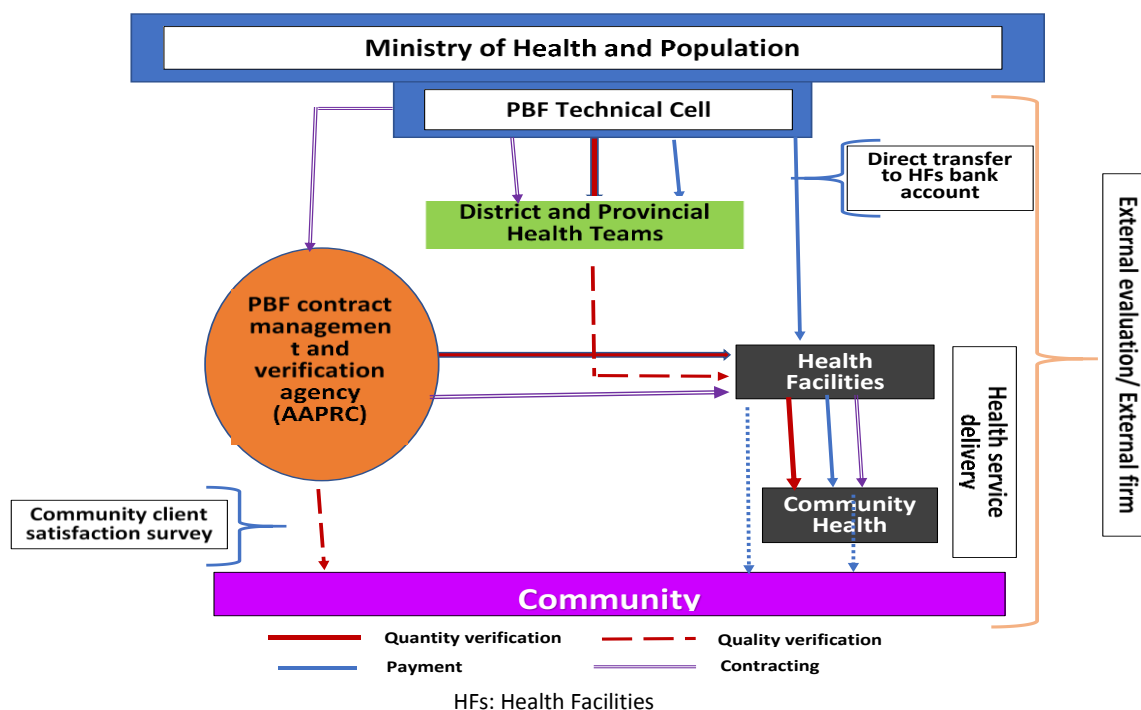 Ministry of Health and Population
PBF Technical Cell
Direct transfer
to HFs bank
account
District and Provincial
Health Teams
PBF contract
managemen
t and
verification
agency
(AAPRC)
Health
Facilities
Health service
delivery
External evaluation/ External firm
Community
Health
Community client
satisfaction survey
Community
Quantity verification
Quality verification
Payment
Contracting
HFs: Health Facilities